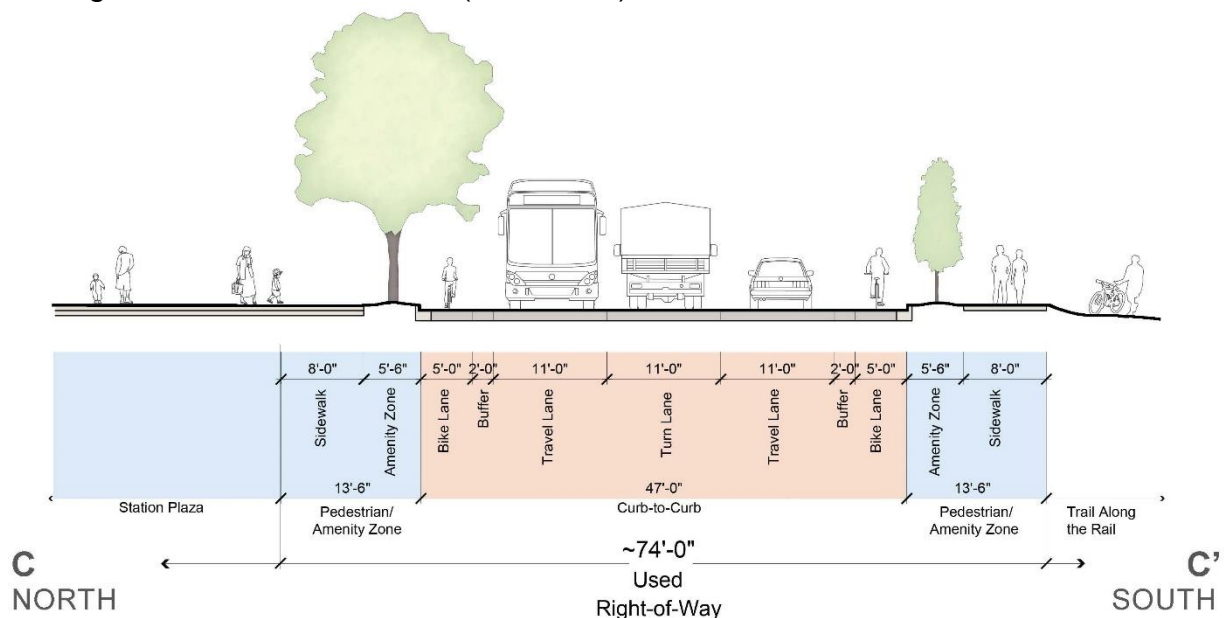 8'-0" 5'-6" 5'-0" 2'-0" 11'-0" 11'-0" 11'-0" 2'-0" 5'-0" 5'-6" 8'-0"
Sidewalk
Amenity Zone
Bike Lane
Buffer
Travel Lane
Turn Lane
Travel Lane
Buffer
Bike Lane
Amenity Zone
Sidewalk
13'-6" 47'-0" 13'-6"
Station Plaza
Pedestrian/
Amenity Zone
Curb-to-Curb
Pedestrian/
Amenity Zone
Trail Along
the Rail
~74'-0"
Used
Right-of-Way
C
NORTH
C'
SOUTH